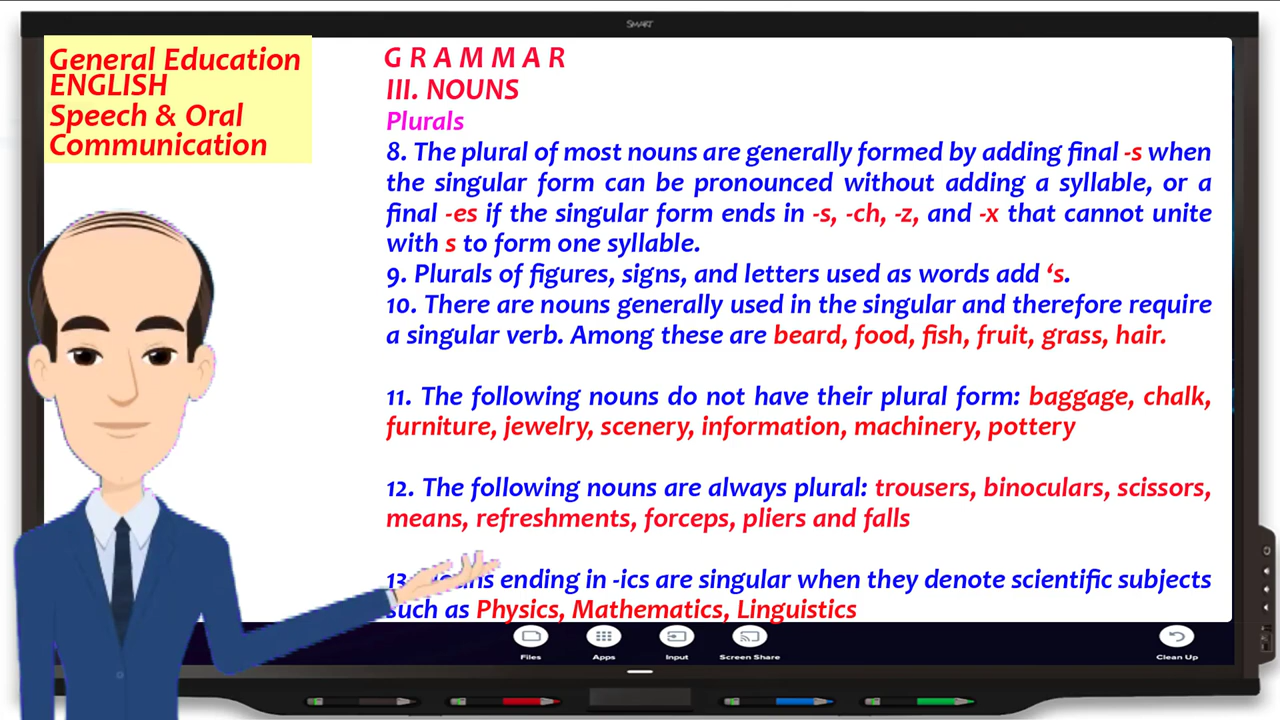 SMART
General Education
ENGLISH
Speech & Oral
Communication
G R A M M A R
III. NOUNS
Plurals
8. The plural of most nouns are generally formed by adding final -s when
the singular form can be pronounced without adding a syllable, or a
final -es if the singular form ends in -s, -ch, -z, and -x that cannot unite
with s to form one syllable.
9. Plurals of figures, signs, and letters used as words add ‘s.
10. There are nouns generally used in the singular and therefore require
a singular verb. Among these are beard, food, fish, fruit, grass, hair.
11. The following nouns do not have their plural form: baggage, chalk,
furniture, jewelry, scenery, information, machinery, pottery
12. The following nouns are always plural: trousers, binoculars, scissors,
means, refreshments, forceps, pliers and falls
13. Nouns ending in -ics are singular when they denote scientific subjects
such as Physics, Mathematics, Linguistics
Files Apps Input Screen Share Clean Up